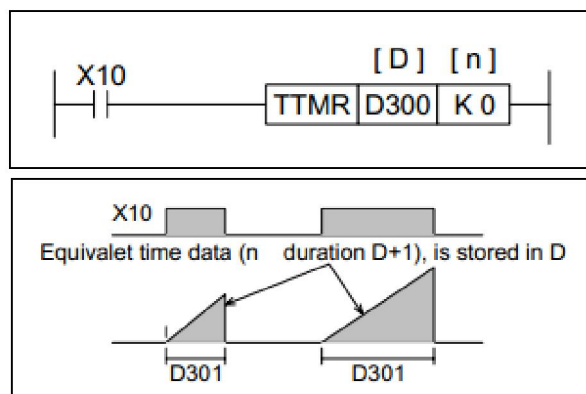 [ D ] [ n ]
X10
TTMR D300 K 0
X10
Equivalet time data (n duration D+1), is stored in D
D301 D301